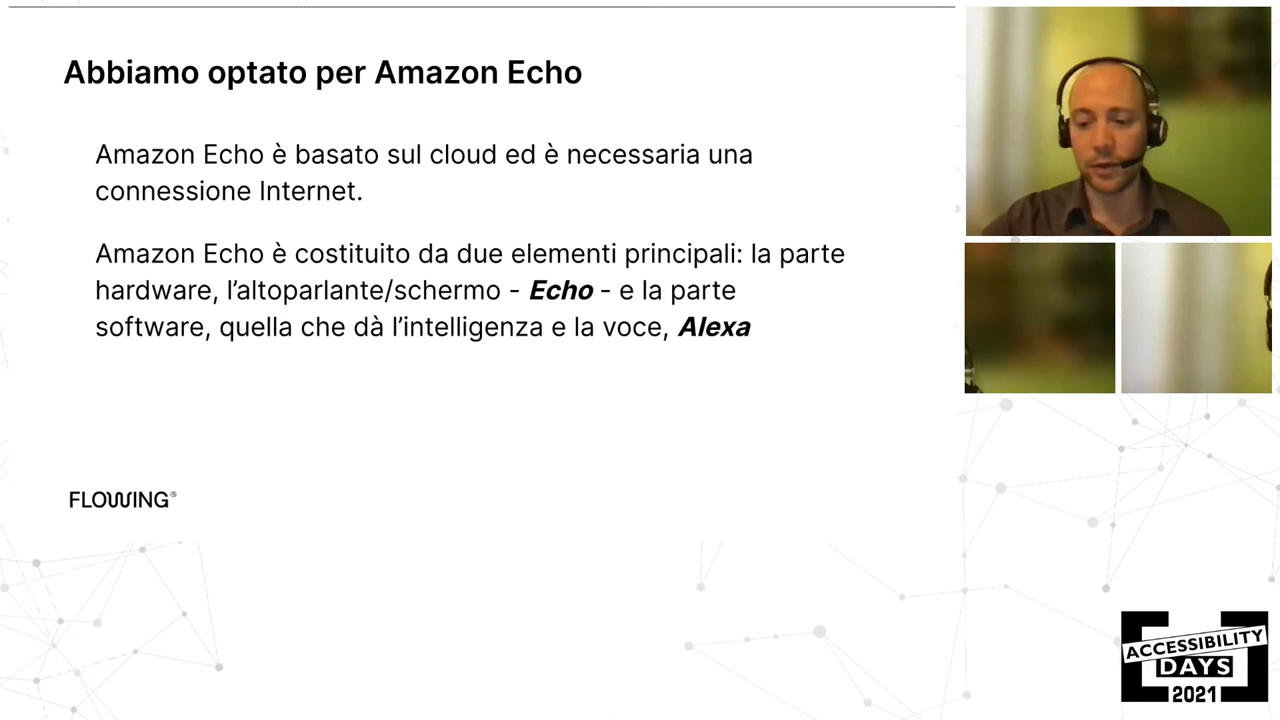 Abbiamo optato per Amazon Echo
Amazon Echo è basato sul cloud ed è necessaria una
connessione Internet.
Amazon Echo è costituito da due elementi principali: la parte
hardware, l’altoparlante/schermo - Echo - e la parte
software, quella che dà l’intelligenza e la voce, Alexa
FLOWING®
ACCESSIBILITY
DAYS
2021